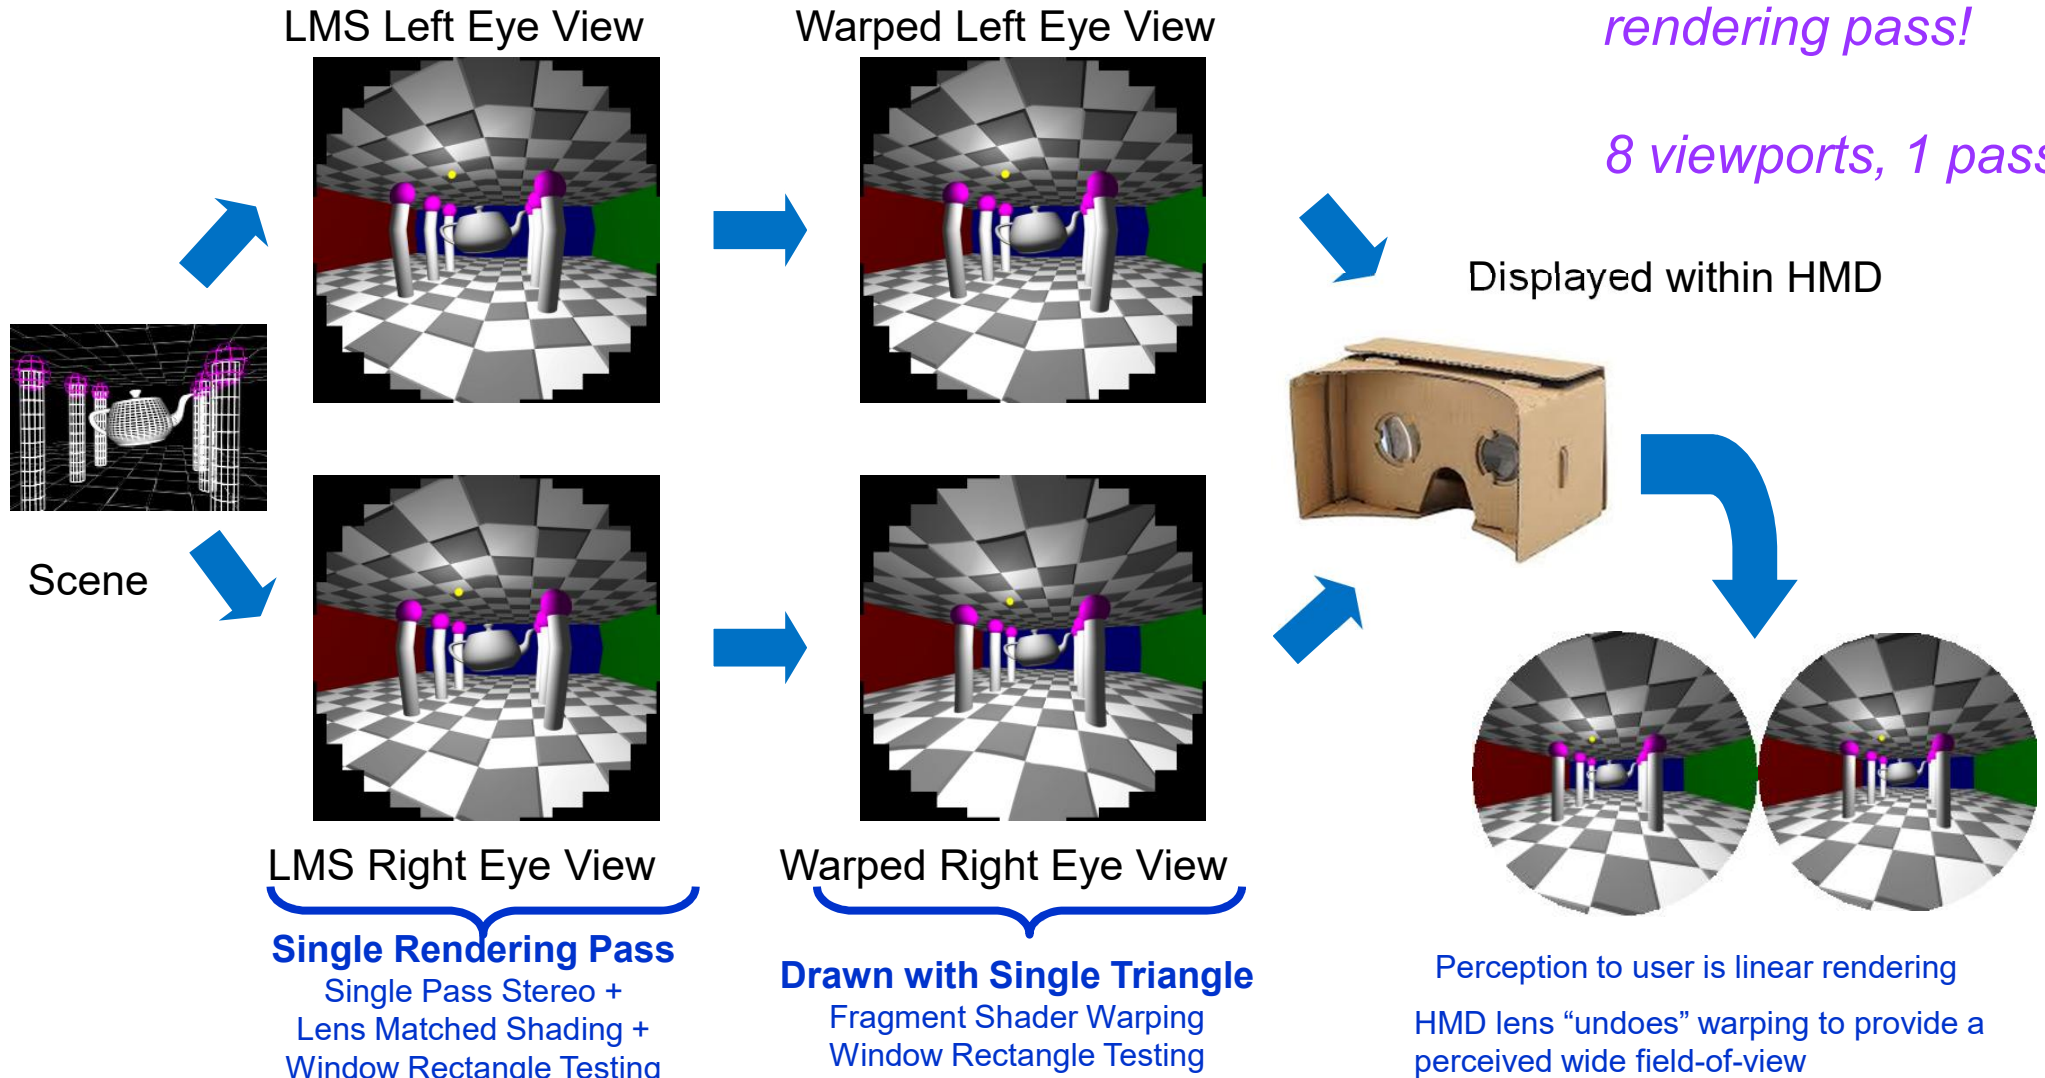 LMS Left Eye View
Warped Left Eye View
rendering pass!
8 viewports, 1 pass
Displayed within HMD
Scene
LMS Right Eye View
Warped Right Eye View
Single Rendering Pass
Single Pass Stereo +
Lens Matched Shading +
Window Rectangle Testing
Drawn with Single Triangle
Fragment Shader Warping
Window Rectangle Testing
Perception to user is linear rendering
HMD lens “undoes” warping to provide a
perceived wide field-of-view